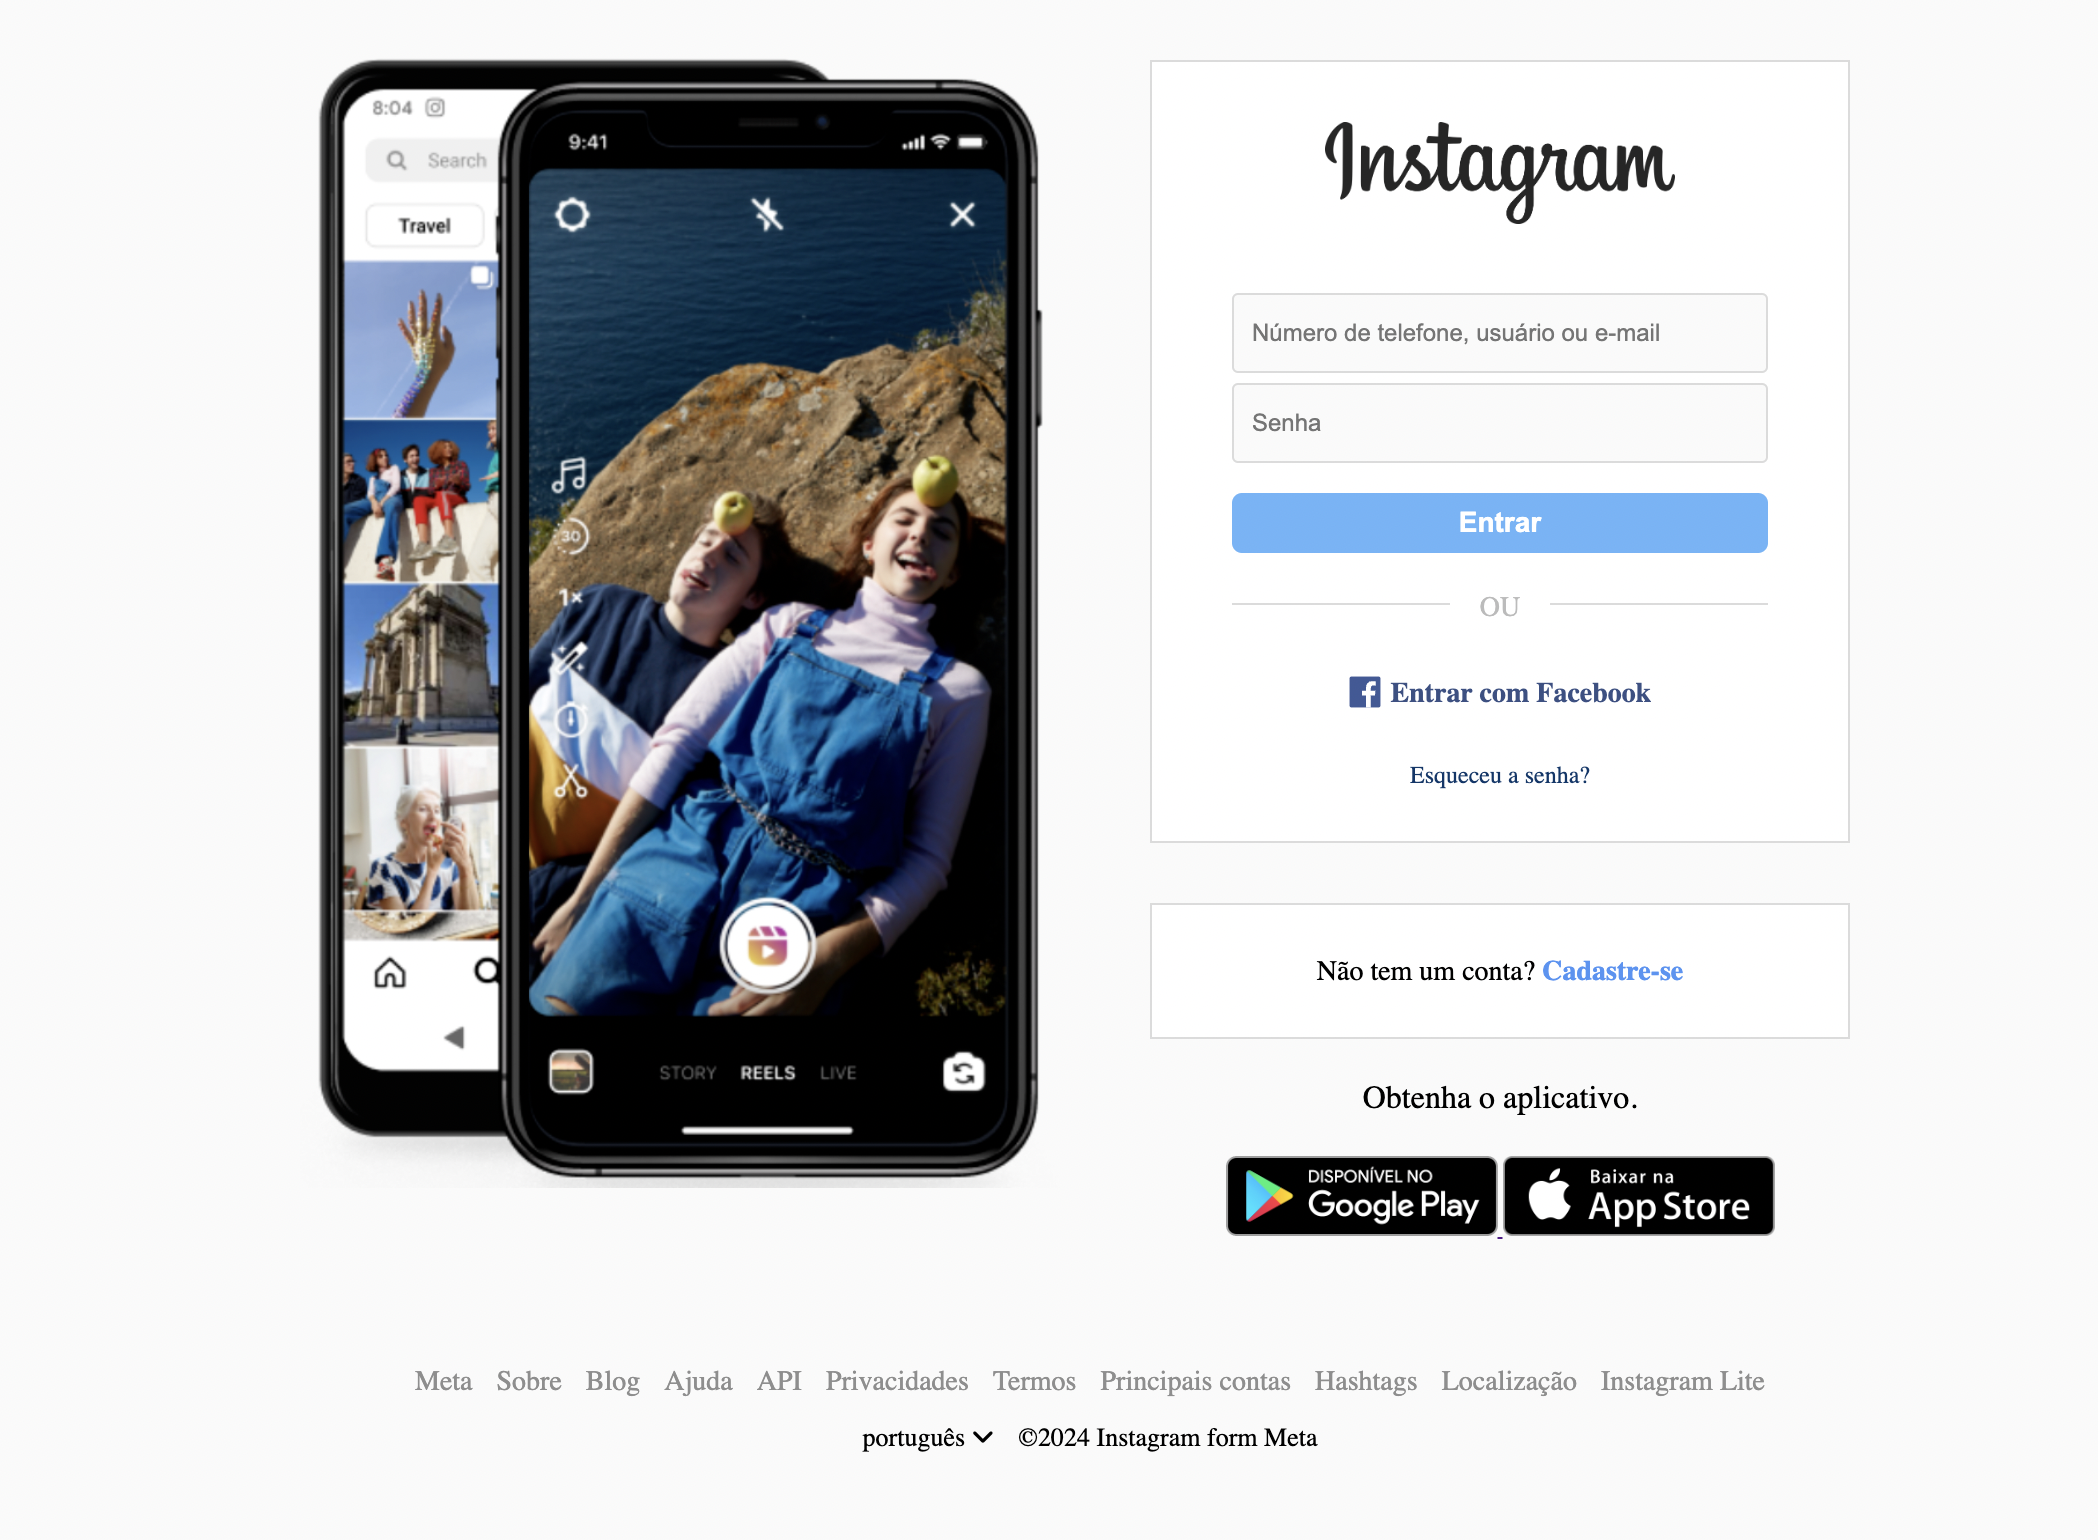 8:04
Search
Travel
9:41
30
1×
STORY REELS LIVE
Instagram
Número de telefone, usuário ou e-mail
Senha
Entrar
OU
Entrar com Facebook
Esqueceu a senha?
Não tem um conta? Cadastre-se
Obtenha o aplicativo.
DISPONÍVEL NO
Google Play
Baixar na
App Store
Meta Sobre Blog Ajuda API Privacidades Termos Principais contas Hashtags Localização Instagram Lite
português ©2024 Instagram form Meta